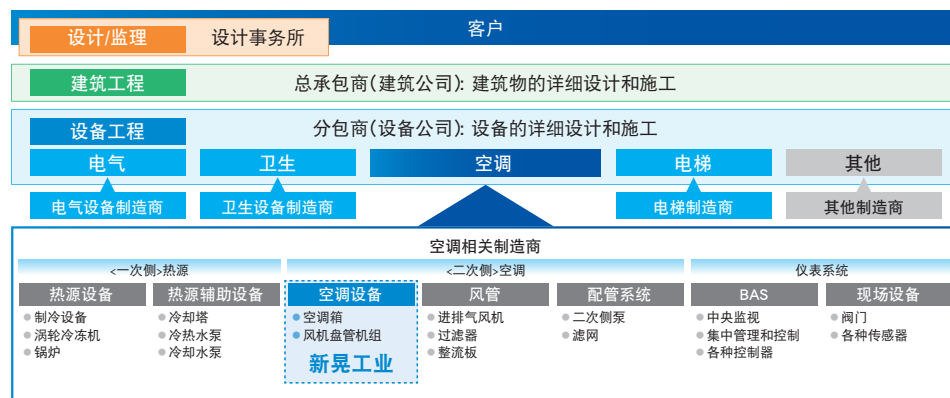 客户
设计/监理
设计事务所
建筑工程
总承包商(建筑公司): 建筑物的详细设计和施工
设备工程
分包商(设备公司): 设备的详细设计和施工
电气
卫生
空调
电梯
其他
电气设备制造商
卫生设备制造商
电梯制造商
其他制造商
空调相关制造商
<一次侧>热源
<二次侧>空调
仪表系统
热源设备
● 制冷设备
● 涡轮冷冻机
● 锅炉
热源辅助设备
● 冷却塔
● 冷热水泵
● 冷却水泵
空调设备
● 空调箱
● 风机盘管机组
新晃工业
风管
● 进排气风机
● 过滤器
● 整流板
配管系统
● 二次侧泵
● 滤网
BAS
● 中央监视
● 集中管理和控制
● 各种控制器
现场设备
● 阀门
● 各种传感器